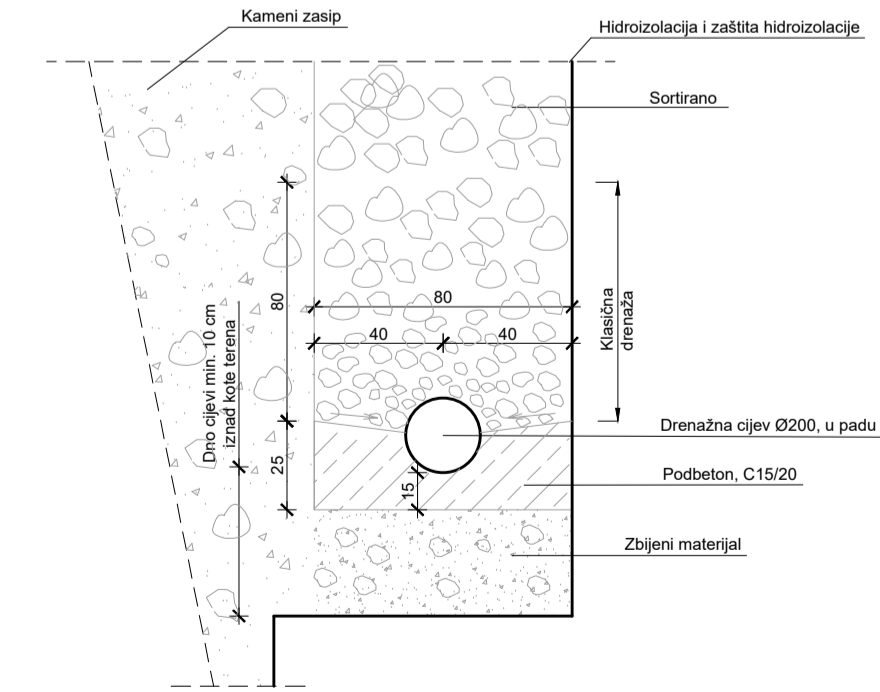 Kameni zasip
Hidroizolacija i zaštita hidroizolacije
Sortirano
80
80
40
40
Klasična
drenaža
Dno cijevi min. 10 cm
iznad kote terena
Drenažna cijev Ø200, u padu
25
15
Podbeton, C15/20
Zbijeni materijal